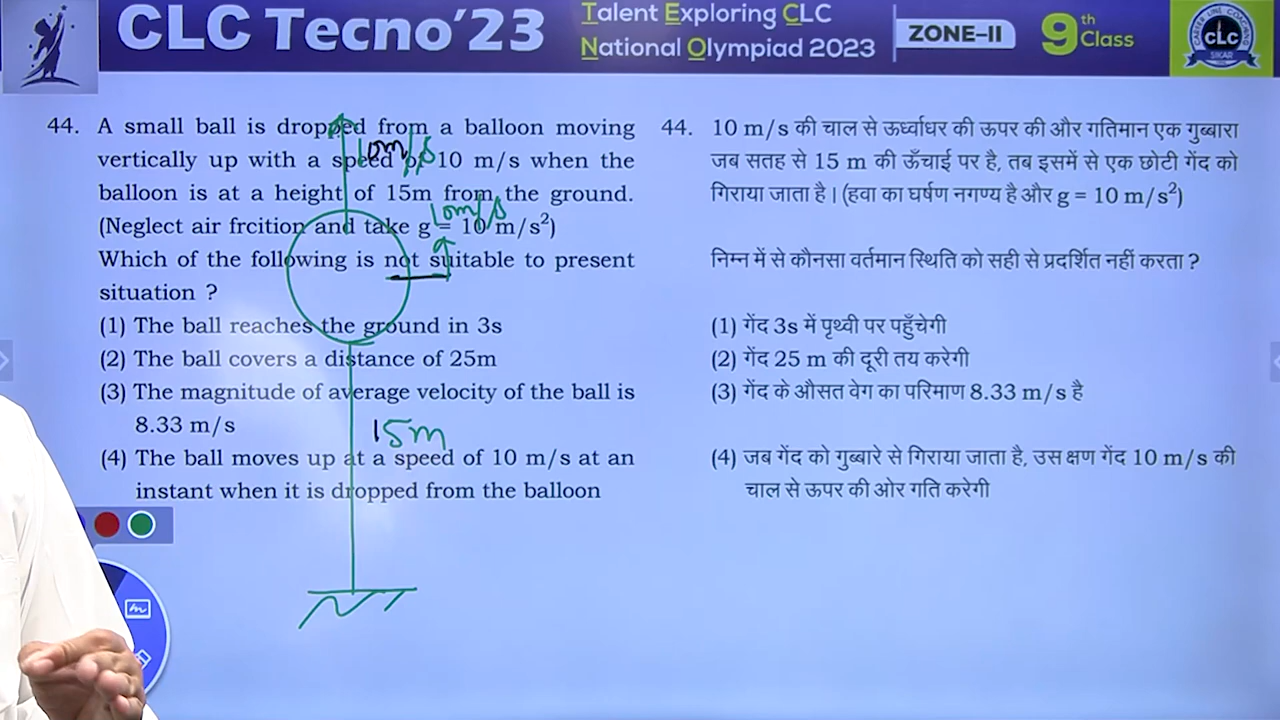 CLC Tecno'23
Talent Exploring CLC
National Olympiad 2023
ZONE–II
9th Class
CAREER LINE COACHING
CLC
SIKAR
44. A small ball is dropped from a balloon moving
vertically up with a speed of 10 m/s when the
balloon is at a height of 15m from the ground.
(Neglect air frcition and take g = 10 m/s²)
Which of the following is not suitable to present
situation ?
(1) The ball reaches the ground in 3s
(2) The ball covers a distance of 25m
(3) The magnitude of average velocity of the ball is
8.33 m/s
(4) The ball moves up at a speed of 10 m/s at an
instant when it is dropped from the balloon
10m/s
10m/s
15m
44. 10 m/s की चाल से ऊर्ध्वाधर की ऊपर की और गतिमान एक गुब्बारा
जब सतह से 15 m की ऊँचाई पर है, तब इसमें से एक छोटी गेंद को
गिराया जाता है। (हवा का घर्षण नगण्य है और g = 10 m/s²)
निम्न में से कौनसा वर्तमान स्थिति को सही से प्रदर्शित नहीं करता ?
(1) गेंद 3s में पृथ्वी पर पहुँचेगी
(2) गेंद 25 m की दूरी तय करेगी
(3) गेंद के औसत वेग का परिमाण 8.33 m/s है
(4) जब गेंद को गुब्बारे से गिराया जाता है, उस क्षण गेंद 10 m/s की
चाल से ऊपर की ओर गति करेगी